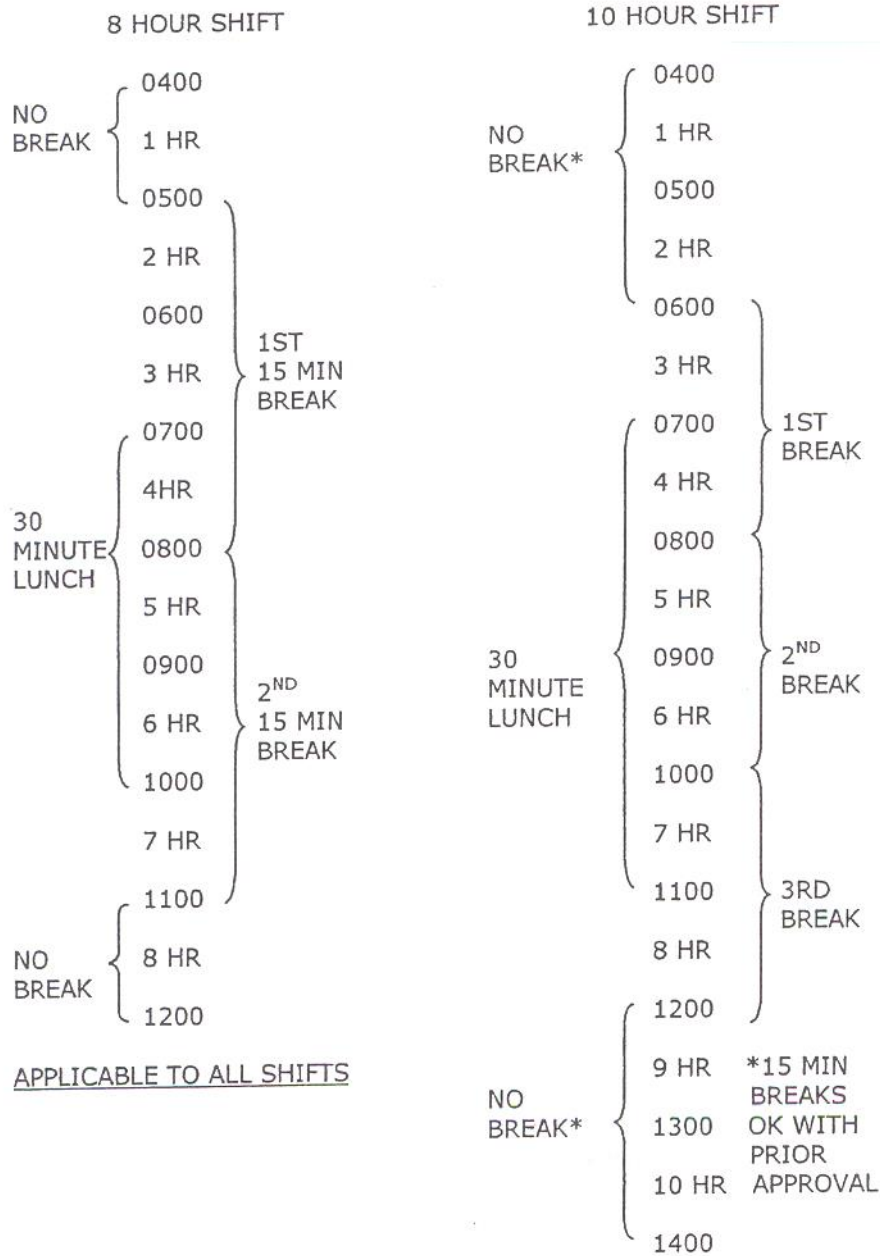 8 HOUR SHIFT
NO
BREAK
0400
1 HR
0500
2 HR
0600
3 HR
0700
4HR
0800
5 HR
0900
6 HR
1000
7 HR
1100
8 HR
1200
1ST
15 MIN
BREAK
30
MINUTE
LUNCH
2ND
15 MIN
BREAK
NO
BREAK
APPLICABLE TO ALL SHIFTS
10 HOUR SHIFT
NO
BREAK*
0400
1 HR
0500
2 HR
0600
3 HR
0700
4 HR
0800
5 HR
0900
6 HR
1000
7 HR
1100
8 HR
1200
9 HR
1300
10 HR
1400
1ST
BREAK
30
MINUTE
LUNCH
2ND
BREAK
3RD
BREAK
NO
BREAK*
*15 MIN
BREAKS
OK WITH
PRIOR
APPROVAL